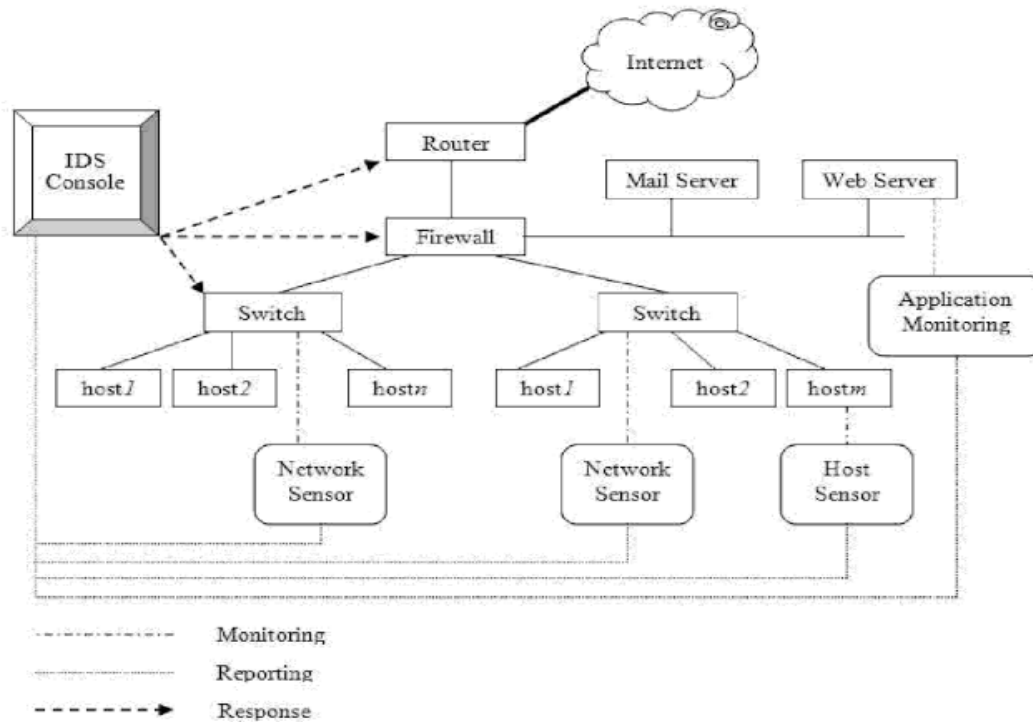 Internet
IDS
Console
Router
Mail Server
Web Server
Firewall
Switch
Switch
Application
Monitoring
host1
host2
hostn
host1
host2
hostm
Network
Sensor
Network
Sensor
Host
Sensor
Monitoring
Reporting
Response